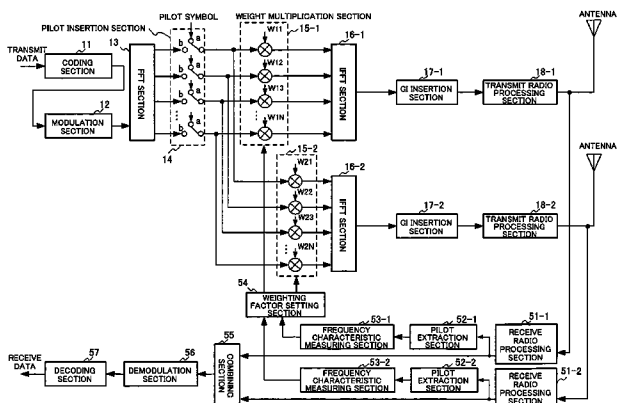 PILOT SYMBOL
WEIGHT MULTIPLICATION SECTION
ANTENNA
PILOT INSERTION SECTION
15-1
TRANSMIT
DATA
11
CODING
SECTION
13
FFT SECTION
b
a
b
a
b
a
b
a
14
W11
W12
W13
W1N
16-1
IFFT SECTION
17-1
GI INSERTION
SECTION
18-1
TRANSMIT RADIO
PROCESSING
SECTION
12
MODULATION
SECTION
15-2
W21
W22
W23
W2N
16-2
IFFT SECTION
17-2
GI INSERTION
SECTION
18-2
TRANSMIT RADIO
PROCESSING
SECTION
ANTENNA
54
WEIGHTING
FACTOR SETTING
SECTION
53-1
FREQUENCY
CHARACTERISTIC
MEASURING SECTION
52-1
PILOT
EXTRACTION
SECTION
51-1
RECEIVE RADIO
PROCESSING
SECTION
RECEIVE
DATA
57
DECODING
SECTION
56
DEMODULATION
SECTION
55
COMBINING
SECTION
53-2
FREQUENCY
CHARACTERISTIC
MEASURING SECTION
52-2
PILOT
EXTRACTION
SECTION
51-2
RECEIVE RADIO
PROCESSING
SECTION